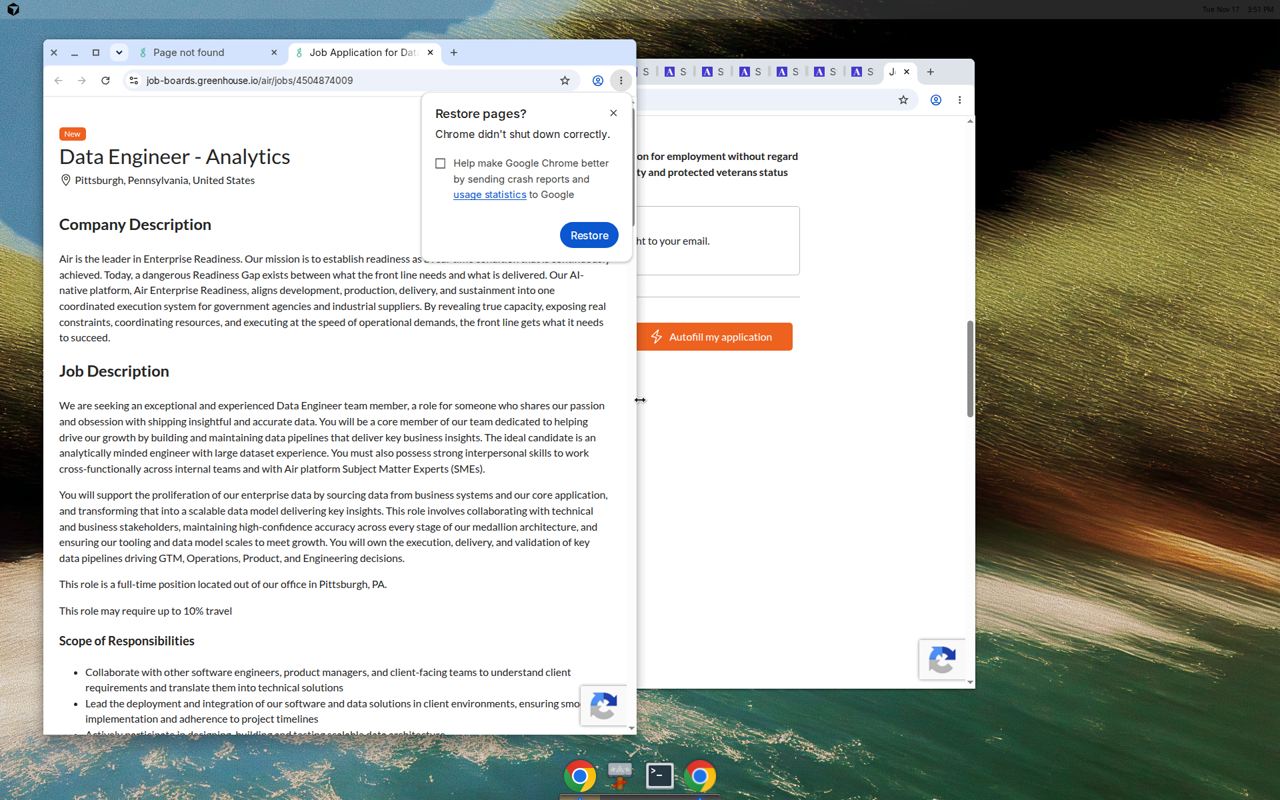 Tue Nov 17 3:51 PM
Page not found
Job Application for Dat
S
S
S
S
S
S
S
J
job-boards.greenhouse.io/air/jobs/4504874009
Restore pages?
Chrome didn't shut down correctly.
Help make Google Chrome better
by sending crash reports and
usage statistics to Google
Restore
New
Data Engineer - Analytics
Pittsburgh, Pennsylvania, United States
Company Description
Air is the leader in Enterprise Readiness. Our mission is to establish readiness as
achieved. Today, a dangerous Readiness Gap exists between what the front line needs and what is delivered. Our AI-
native platform, Air Enterprise Readiness, aligns development, production, delivery, and sustainment into one
coordinated execution system for government agencies and industrial suppliers. By revealing true capacity, exposing real
constraints, coordinating resources, and executing at the speed of operational demands, the front line gets what it needs
to succeed.
Job Description
We are seeking an exceptional and experienced Data Engineer team member, a role for someone who shares our passion
and obsession with shipping insightful and accurate data. You will be a core member of our team dedicated to helping
drive our growth by building and maintaining data pipelines that deliver key business insights. The ideal candidate is an
analytically minded engineer with large dataset experience. You must also possess strong interpersonal skills to work
cross-functionally across internal teams and with Air platform Subject Matter Experts (SMEs).
You will support the proliferation of our enterprise data by sourcing data from business systems and our core application,
and transforming that into a scalable data model delivering key insights. This role involves collaborating with technical
and business stakeholders, maintaining high-confidence accuracy across every stage of our medallion architecture, and
ensuring our tooling and data model scales to meet growth. You will own the execution, delivery, and validation of key
data pipelines driving GTM, Operations, Product, and Engineering decisions.
This role is a full-time position located out of our office in Pittsburgh, PA.
This role may require up to 10% travel
Scope of Responsibilities
Collaborate with other software engineers, product managers, and client-facing teams to understand client
requirements and translate them into technical solutions
Lead the deployment and integration of our software and data solutions in client environments, ensuring smo
implementation and adherence to project timelines
Actively participate in designing, building and testing scalable data architecture
on for employment without regard
ty and protected veterans status
ht to your email.
Autofill my application